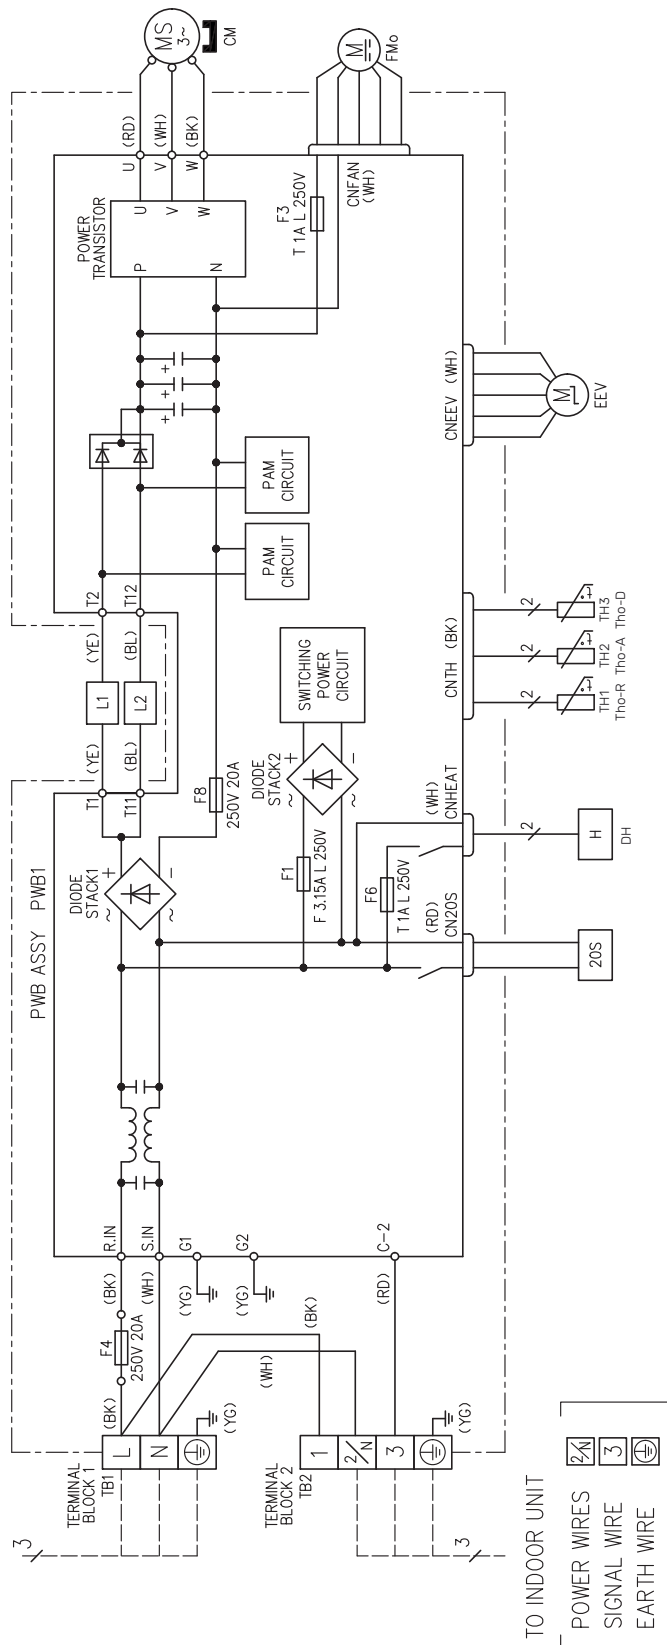 MS
3~
CM
M
FMo
U
(RD)
V
(WH)
W
(BK)
POWER
TRANSISTOR
U
V
W
P
N
F3
T 1A L 250V
CNFAN
(WH)
+
+
+
PAM
CIRCUIT
PAM
CIRCUIT
CNEEV (WH)
M
EEV
T2
T12
(YE)
(BL)
L1
L2
(YE)
(BL)
T1
T11
F8
250V 20A
SWITCHING
POWER
CIRCUIT
DIODE
STACK2
+
−
~
~
F1
F 3.15A L 250V
F6
T 1A L 250V
CNTH (BK)
2
2
2
TH1
Tho-R
TH2
Tho-A
TH3
Tho-D
t
t
t
(WH)
CNHEAT
2
H
DH
(RD)
CN20S
20S
DIODE
STACK1
+
−
~
~
PWB ASSY PWB1
R.IN
S.IN
G1
G2
C-2
(BK)
(WH)
(YG)
(YG)
(RD)
F4
250V 20A
(BK)
(BK)
(WH)
L
N
(YG)
TERMINAL
BLOCK 1
TB1
3
1
2/N
3
(YG)
TERMINAL
BLOCK 2
TB2
3
TO INDOOR UNIT
POWER WIRES
2/N
SIGNAL WIRE
3
EARTH WIRE